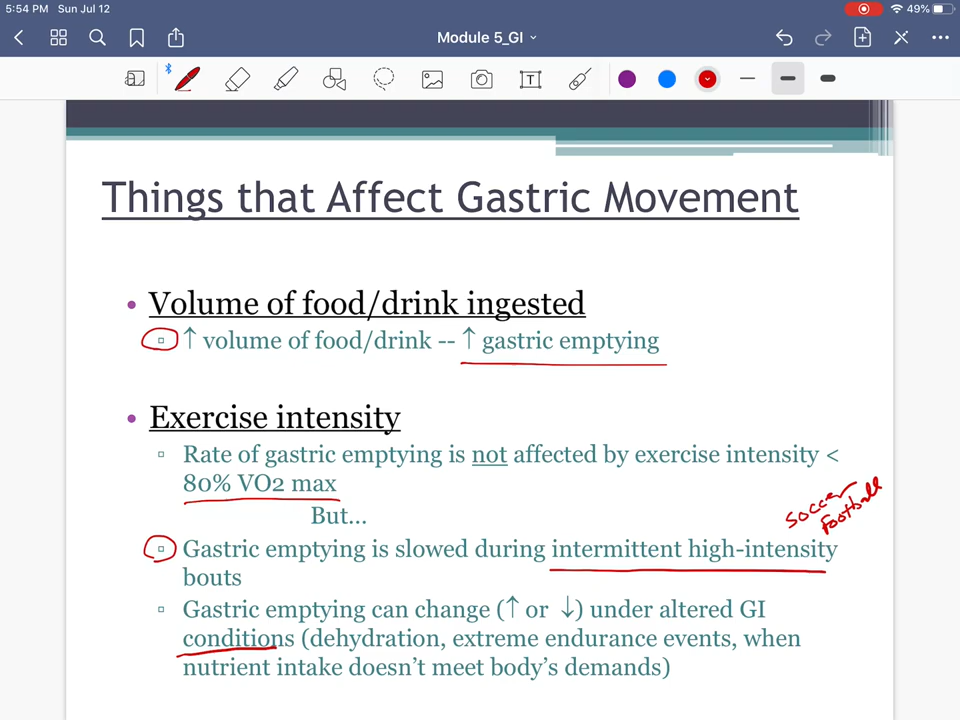 5:54 PM Sun Jul 12
49%
Module 5_GI
T
Things that Affect Gastric Movement
• Volume of food/drink ingested
▫ ↑ volume of food/drink -- ↑ gastric emptying
• Exercise intensity
▫ Rate of gastric emptying is not affected by exercise intensity <
80% VO2 max
But...
soccer
football
▫ Gastric emptying is slowed during intermittent high-intensity
bouts
▫ Gastric emptying can change (↑ or ↓) under altered GI
conditions (dehydration, extreme endurance events, when
nutrient intake doesn't meet body's demands)